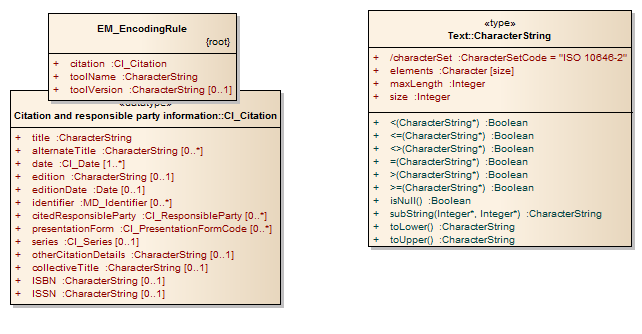 EM_EncodingRule
{root}
+ citation :CI_Citation
+ toolName :CharacterString
+ toolVersion :CharacterString [0..1]
Citation and responsible party information::CI_Citation
+ title :CharacterString
+ alternateTitle :CharacterString [0..*]
+ date :CI_Date [1..*]
+ edition :CharacterString [0..1]
+ editionDate :Date [0..1]
+ identifier :MD_Identifier [0..*]
+ citedResponsibleParty :CI_ResponsibleParty [0..*]
+ presentationForm :CI_PresentationFormCode [0..*]
+ series :CI_Series [0..1]
+ otherCitationDetails :CharacterString [0..1]
+ collectiveTitle :CharacterString [0..1]
+ ISBN :CharacterString [0..1]
+ ISSN :CharacterString [0..1]
«type»
Text::CharacterString
+ /characterSet :CharacterSetCode = "ISO 10646-2"
+ elements :Character [size]
+ maxLength :Integer
+ size :Integer
+ <(CharacterString*) :Boolean
+ <=(CharacterString*) :Boolean
+ <>(CharacterString*) :Boolean
+ =(CharacterString*) :Boolean
+ >(CharacterString*) :Boolean
+ >=(CharacterString*) :Boolean
+ isNull() :Boolean
+ subString(Integer*, Integer*) :CharacterString
+ toLower() :CharacterString
+ toUpper() :CharacterString